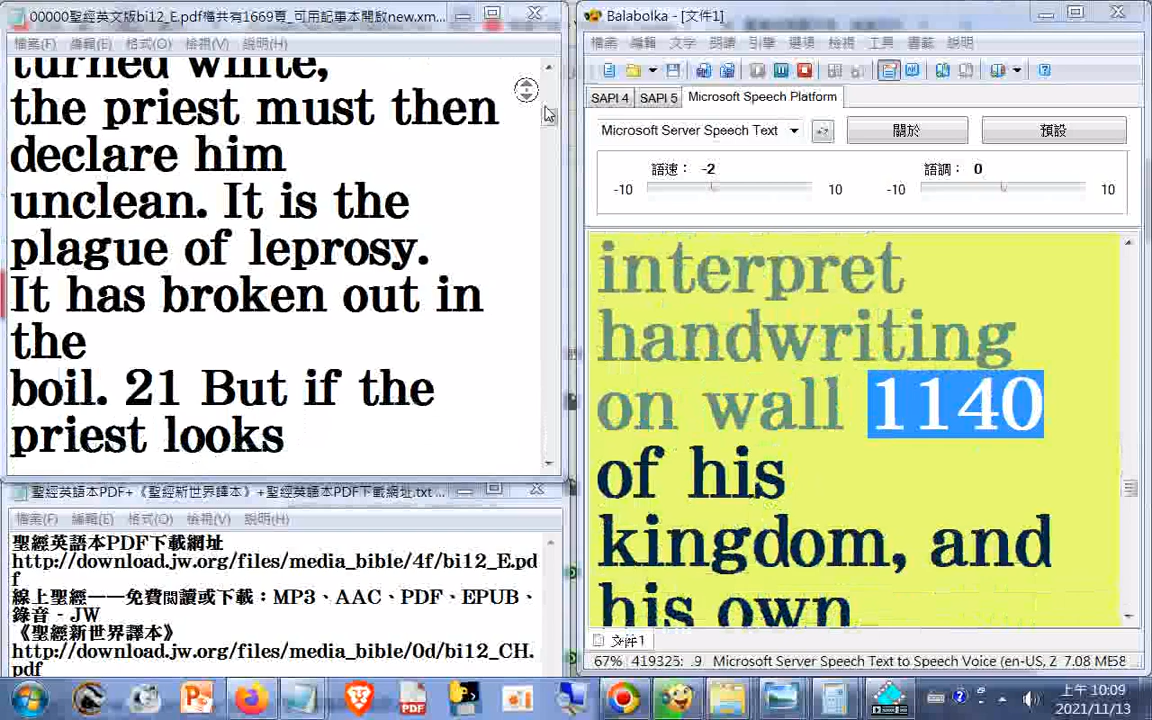 00000聖經英文版bi12_E.pdf檔共有1669頁_可用記事本開啟new.xm...
檔案(F) 編輯(E) 格式(O) 檢視(V) 說明(H)
turned white,
the priest must then
declare him
unclean. It is the
plague of leprosy.
It has broken out in
the
boil. 21 But if the
priest looks
聖經英語本PDF+《聖經新世界譯本》+聖經英語本PDF下載網址.txt ...
檔案(F) 編輯(E) 格式(O) 檢視(V) 說明(H)
聖經英語本PDF下載網址
http://download.jw.org/files/media_bible/4f/bi12_E.pd
f
線上聖經——免費閱讀或下載：MP3、AAC、PDF、EPUB、
錄音 - JW
《聖經新世界譯本》
http://download.jw.org/files/media_bible/0d/bi12_CH.
pdf
Balabolka - [文件1]
檔案 編輯 文字 朗讀 引擎 選項 檢視 工具 書籤 說明
SAPI 4 SAPI 5 Microsoft Speech Platform
Microsoft Server Speech Text 關於 預設
語速： -2 語調： 0
-10 10 -10 10
interpret
handwriting
on wall 1140
of his
kingdom, and
his own
文件1
67% 419325: .9 Microsoft Server Speech Text to Speech Voice (en-US, Z 7.08 ME58
上午 10:09
2021/11/13